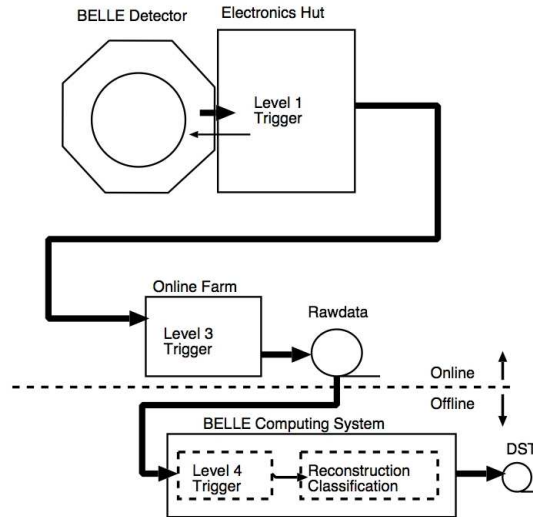 BELLE Detector
Electronics Hut
Level 1
Trigger
Online Farm
Level 3
Trigger
Rawdata
Online
Offline
BELLE Computing System
Level 4
Trigger
Reconstruction
Classification
DST